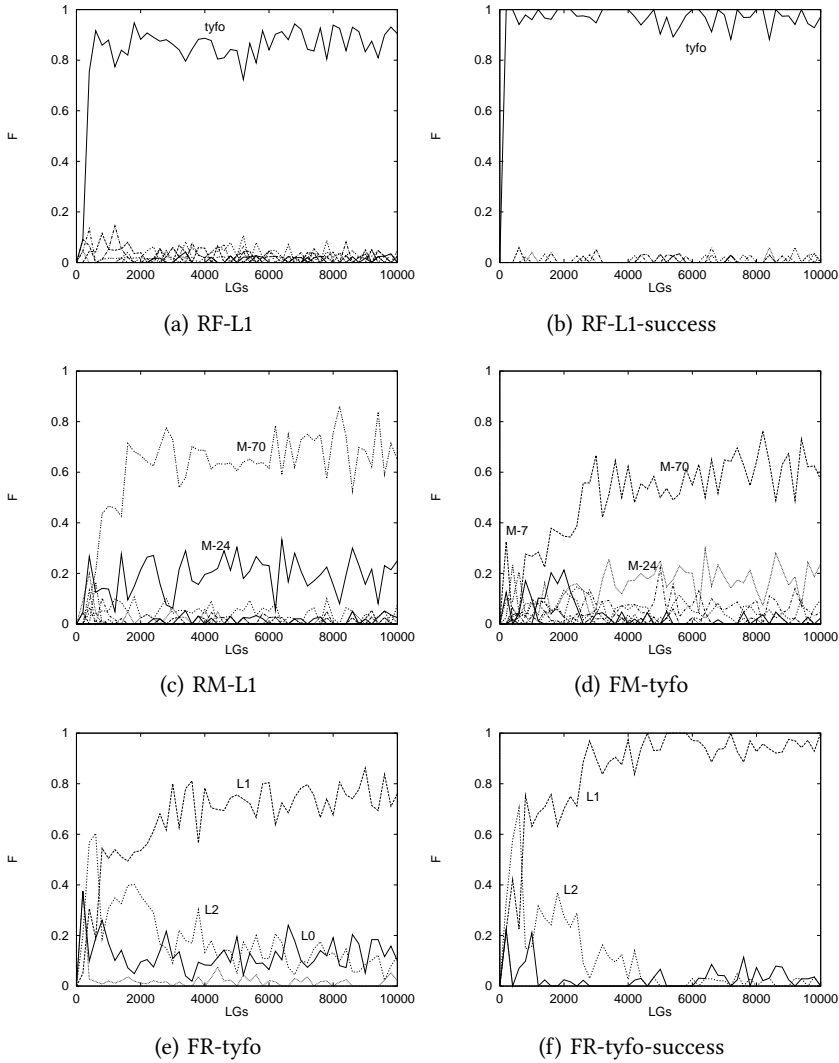 1
0.8
0.6
0.4
0.2
0
F
tyfo
0 2000 4000 6000 8000 10000
LGs
(a) RF-L1
1
0.8
0.6
0.4
0.2
0
F
tyfo
0 2000 4000 6000 8000 10000
LGs
(b) RF-L1-success
1
0.8
0.6
0.4
0.2
0
F
M-70
M-24
0 2000 4000 6000 8000 10000
LGs
(c) RM-L1
1
0.8
0.6
0.4
0.2
0
F
M-70
M-7
M-24
0 2000 4000 6000 8000 10000
LGs
(d) FM-tyfo
1
0.8
0.6
0.4
0.2
0
F
L1
L2
L0
0 2000 4000 6000 8000 10000
LGs
(e) FR-tyfo
1
0.8
0.6
0.4
0.2
0
F
L1
L2
0 2000 4000 6000 8000 10000
LGs
(f) FR-tyfo-success